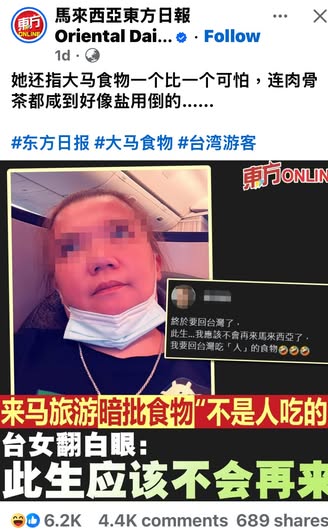 東方
ONLINE
馬來西亞東方日報
Oriental Dai... · Follow
1d ·
她还指大马食物一个比一个可怕，连肉骨
茶都咸到好像盐用倒的......
#东方日报 #大马食物 #台湾游客
東方ONLINE
終於要回台灣了，
此生...我應該不會再來馬來西亞了，
我要回台灣吃「人」的食物🤣🤣🤣
来马旅游暗批食物“不是人吃的
台女翻白眼：
此生应该不会再来
6.2K 4.4K comments 689 shares